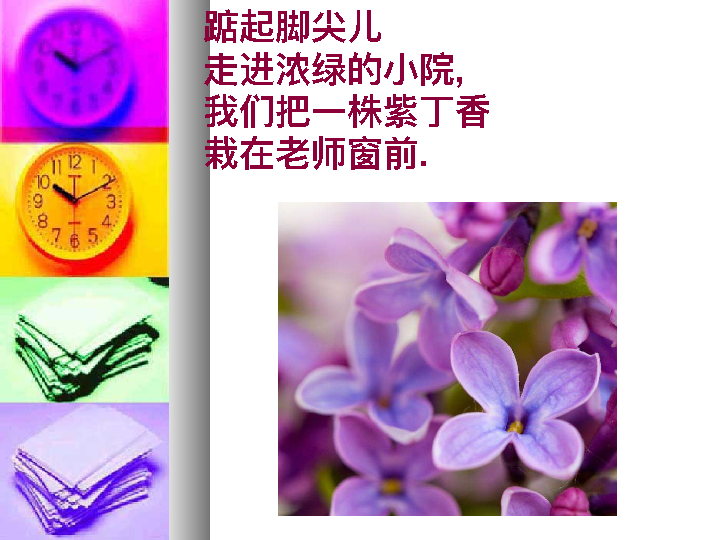 踮起脚尖儿
走进浓绿的小院,
我们把一株紫丁香
栽在老师窗前.